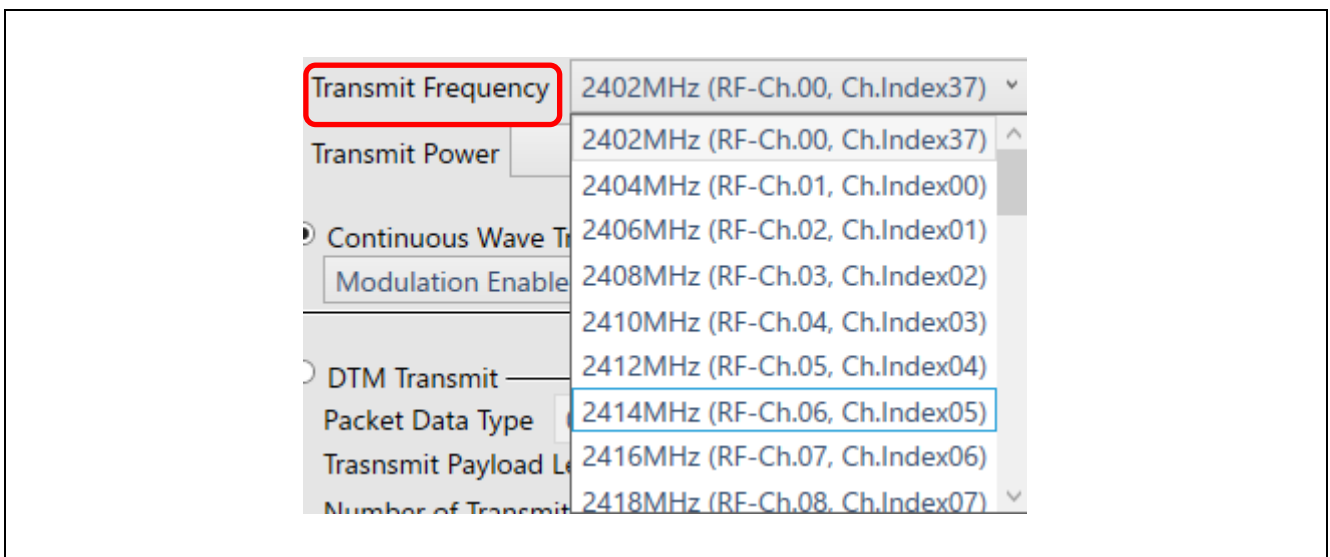 Transmit Frequency 2402MHz (RF-Ch.00, Ch.Index37)
2402MHz (RF-Ch.00, Ch.Index37)
Transmit Power
2404MHz (RF-Ch.01, Ch.Index00)
2406MHz (RF-Ch.02, Ch.Index01)
Continuous Wave
2408MHz (RF-Ch.03, Ch.Index02)
Modulation Enable
2410MHz (RF-Ch.04, Ch.Index03)
2412MHz (RF-Ch.05, Ch.Index04)
DTM Transmit
2414MHz (RF-Ch.06, Ch.Index05)
Packet Data Type
2416MHz (RF-Ch.07, Ch.Index06)
Trasnsmit Payload
2418MHz (RF-Ch.08, Ch.Index07)
Number of Transmit